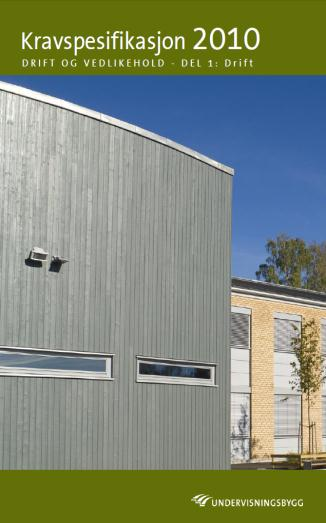 Kravspesifikasjon 2010
DRIFT OG VEDLIKEHOLD - DEL 1: Drift
UNDERVISNINGSBYGG